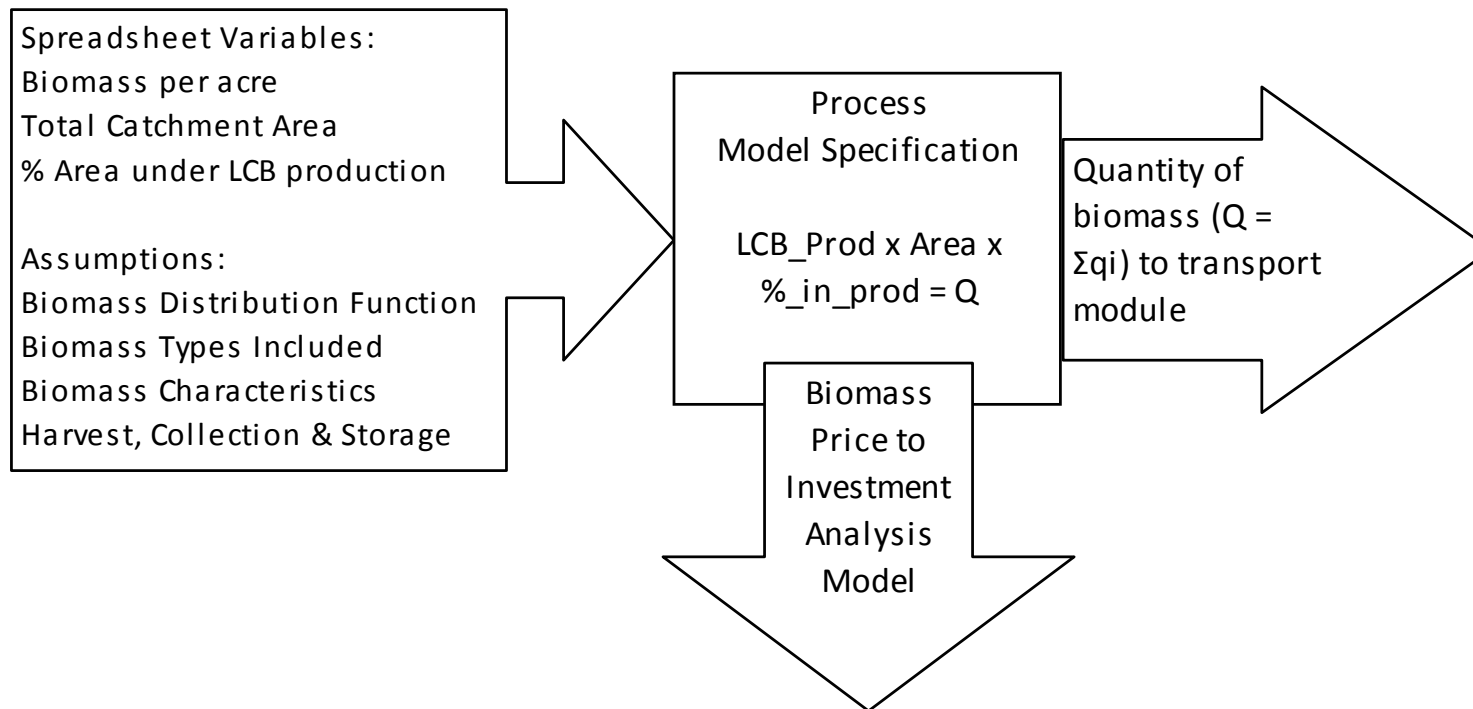 Spreadsheet Variables:
Biomass per acre
Total Catchment Area
% Area under LCB production
Assumptions:
Biomass Distribution Function
Biomass Types Included
Biomass Characteristics
Harvest, Collection & Storage
Process
Model Specification
LCB_Prod x Area x
%_in_prod = Q
Biomass
Price to
Investment
Analysis
Model
Quantity of
biomass (Q =
Σqi) to transport
module